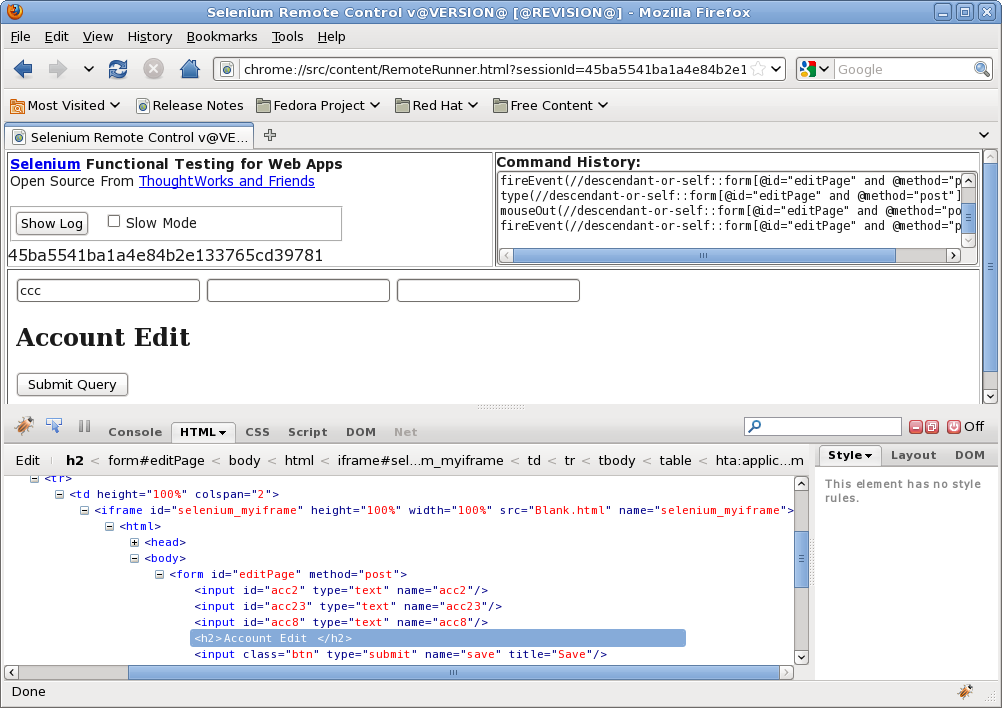 Selenium Remote Control v@VERSION@ [@REVISION@] - Mozilla Firefox
File Edit View History Bookmarks Tools Help
chrome://src/content/RemoteRunner.html?sessionId=45ba5541ba1a4e84b2e1 Google
Most Visited Release Notes Fedora Project Red Hat Free Content
Selenium Remote Control v@VE...
Selenium Functional Testing for Web Apps
Open Source From ThoughtWorks and Friends
Show Log Slow Mode
45ba5541ba1a4e84b2e133765cd39781
Command History:
fireEvent(//descendant-or-self::form[@id="editPage" and @method="p
type(//descendant-or-self::form[@id="editPage" and @method="post"]
mouseOut(//descendant-or-self::form[@id="editPage" and @method="po
fireEvent(//descendant-or-self::form[@id="editPage" and @method="p
ccc
Account Edit
Submit Query
Console HTML CSS Script DOM Net Off
Edit h2 < form#editPage < body < html < iframe#sel...m_myiframe < td < tr < tbody < table < hta:applic...m
<tr>
<td height="100%" colspan="2">
<iframe id="selenium_myiframe" height="100%" width="100%" src="Blank.html" name="selenium_myiframe">
<html>
<head>
<body>
<form id="editPage" method="post">
<input id="acc2" type="text" name="acc2"/>
<input id="acc23" type="text" name="acc23"/>
<input id="acc8" type="text" name="acc8"/>
<h2>Account Edit </h2>
<input class="btn" type="submit" name="save" title="Save"/>
Style Layout DOM
This element has no style
rules.
Done